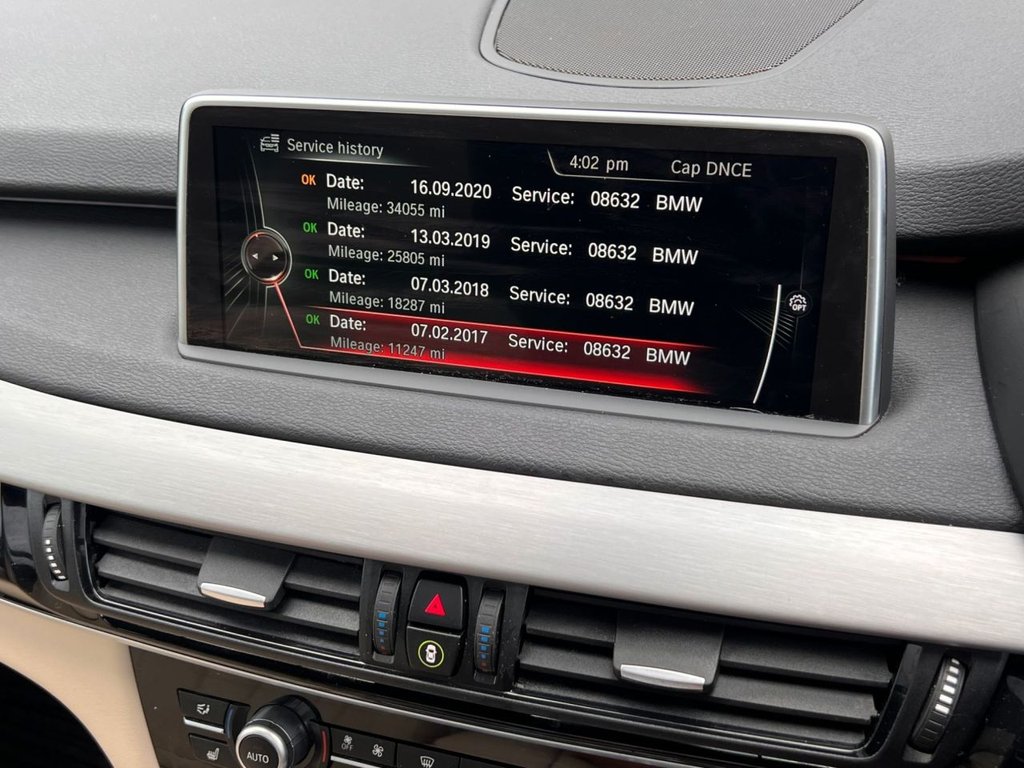 Service history
4:02 pm
Cap DNCE
OK Date: 16.09.2020 Service: 08632 BMW
Mileage: 34055 mi
OK Date: 13.03.2019 Service: 08632 BMW
Mileage: 25805 mi
OK Date: 07.03.2018 Service: 08632 BMW
Mileage: 18287 mi
OK Date: 07.02.2017 Service: 08632 BMW
Mileage: 11247 mi
OPT
AUTO
OFF